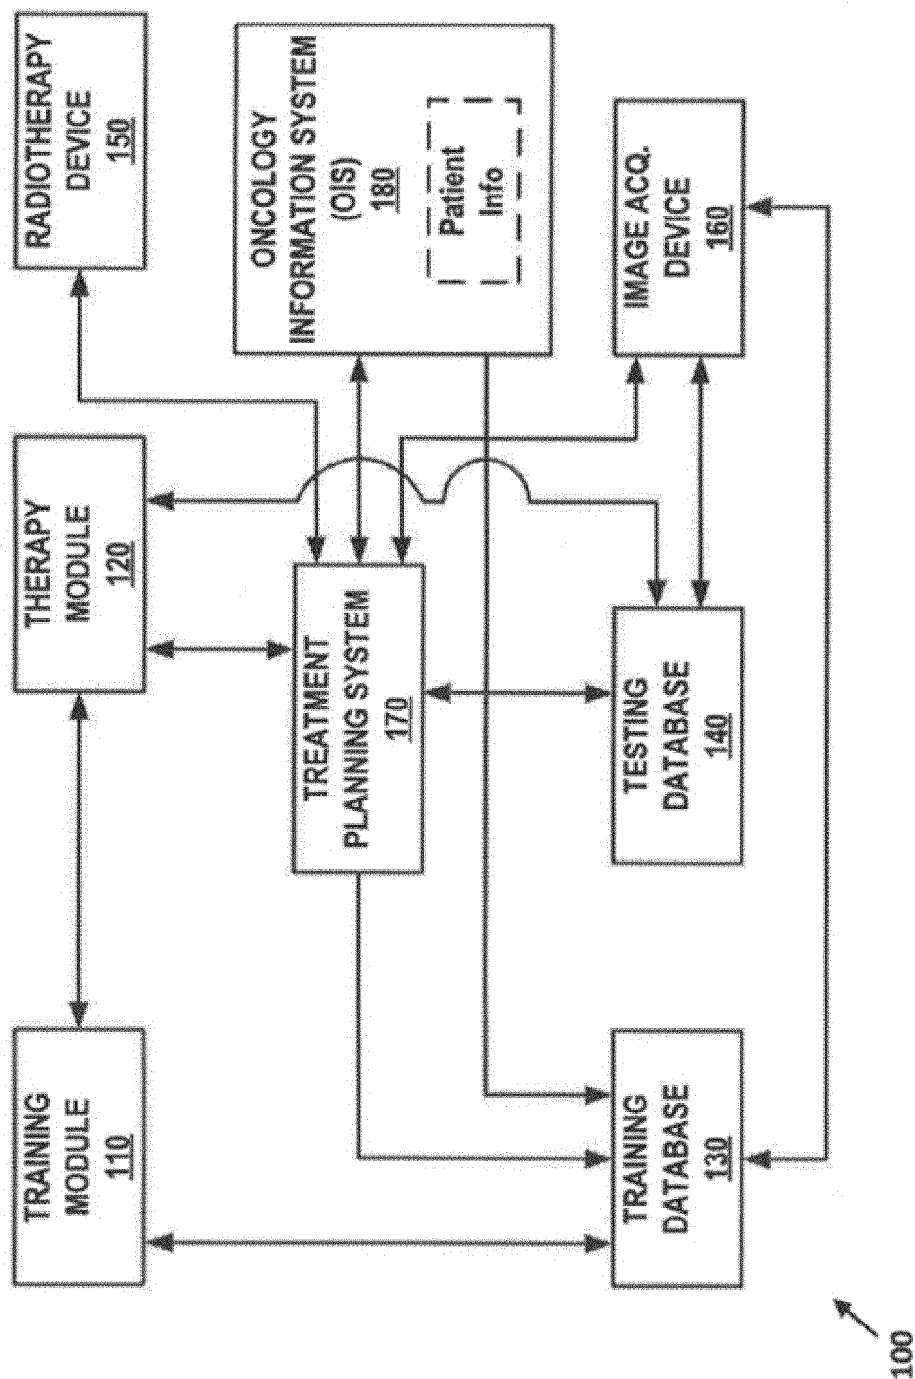 TRAINING
MODULE
110
THERAPY
MODULE
120
RADIOTHERAPY
DEVICE
150
TREATMENT
PLANNING SYSTEM
170
ONCOLOGY
INFORMATION SYSTEM
(OIS)
180
Patient
Info
TRAINING
DATABASE
130
TESTING
DATABASE
140
IMAGE ACQ.
DEVICE
160
100